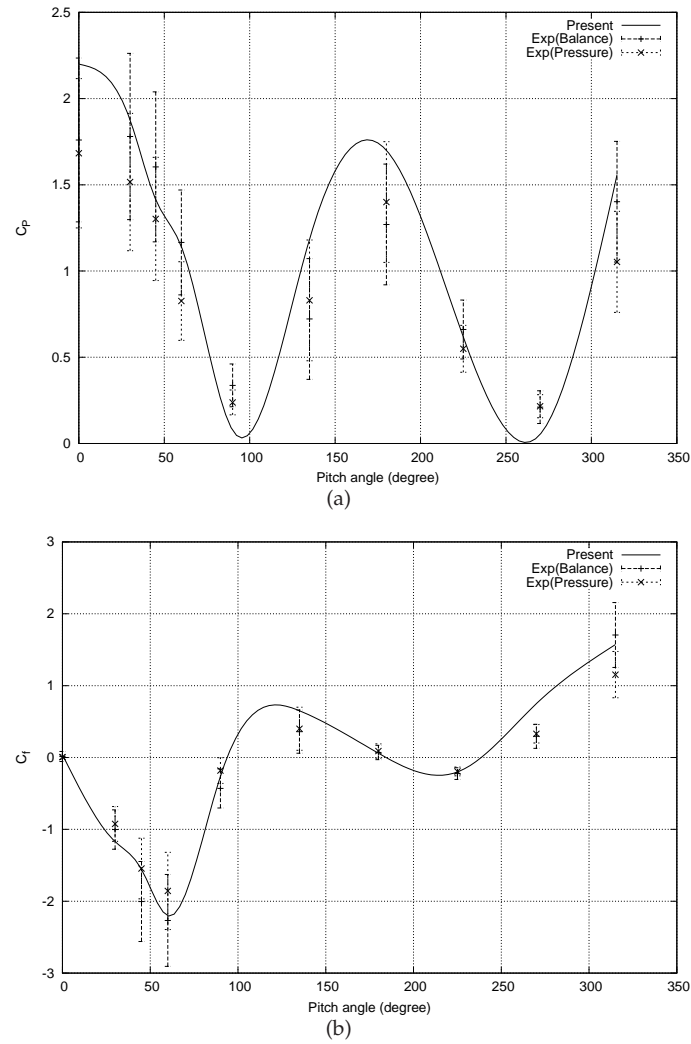 2.5
2
1.5
1
0.5
0
0 50 100 150 200 250 300 350
C_P
Pitch angle (degree)
Present
Exp(Balance)
Exp(Pressure)
(a)
3
2
1
0
-1
-2
-3
0 50 100 150 200 250 300 350
C_f
Pitch angle (degree)
Present
Exp(Balance)
Exp(Pressure)
(b)